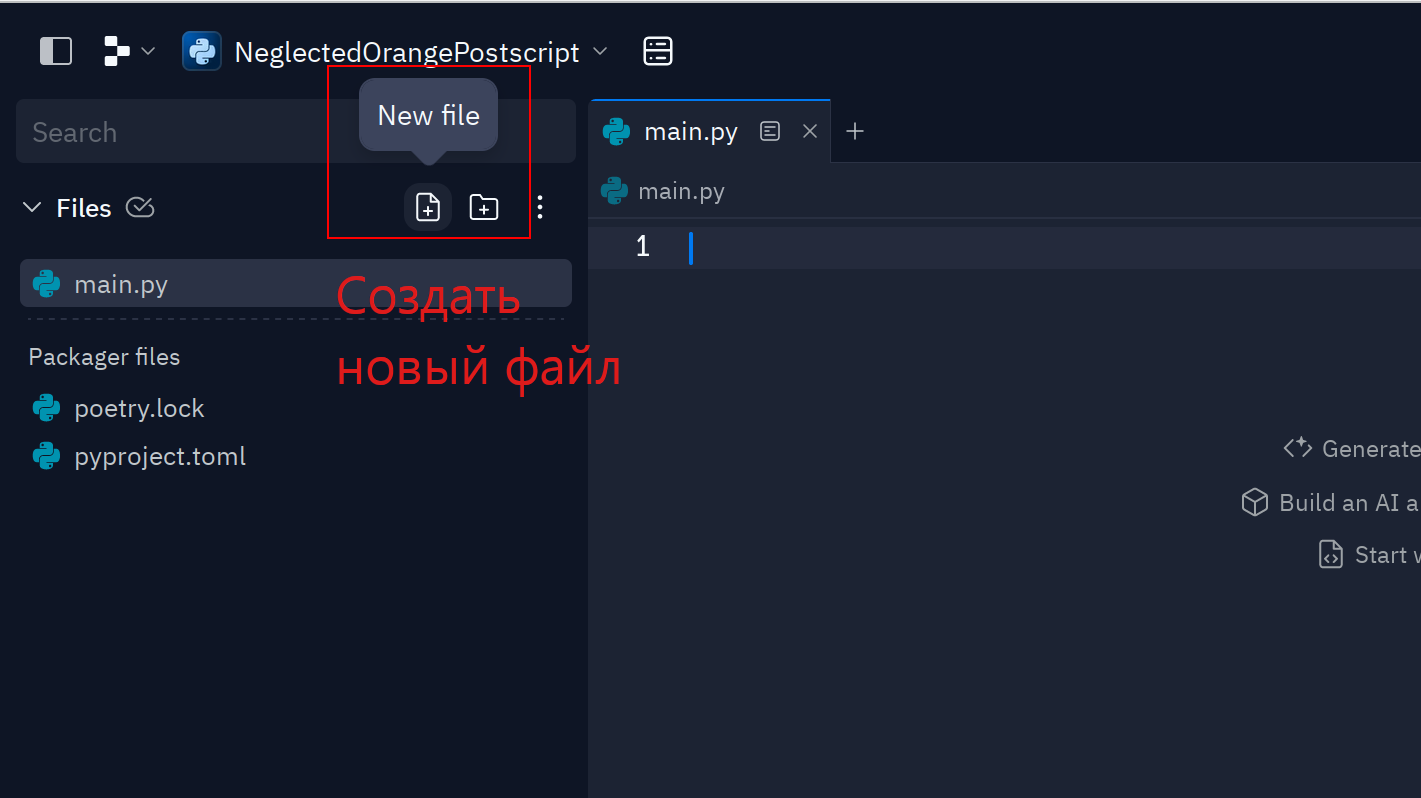 NeglectedOrangePostscript
New file
Search
Files
main.py
Создать
новый файл
Packager files
poetry.lock
pyproject.toml
main.py
main.py
1
Generate
Build an AI a
Start w